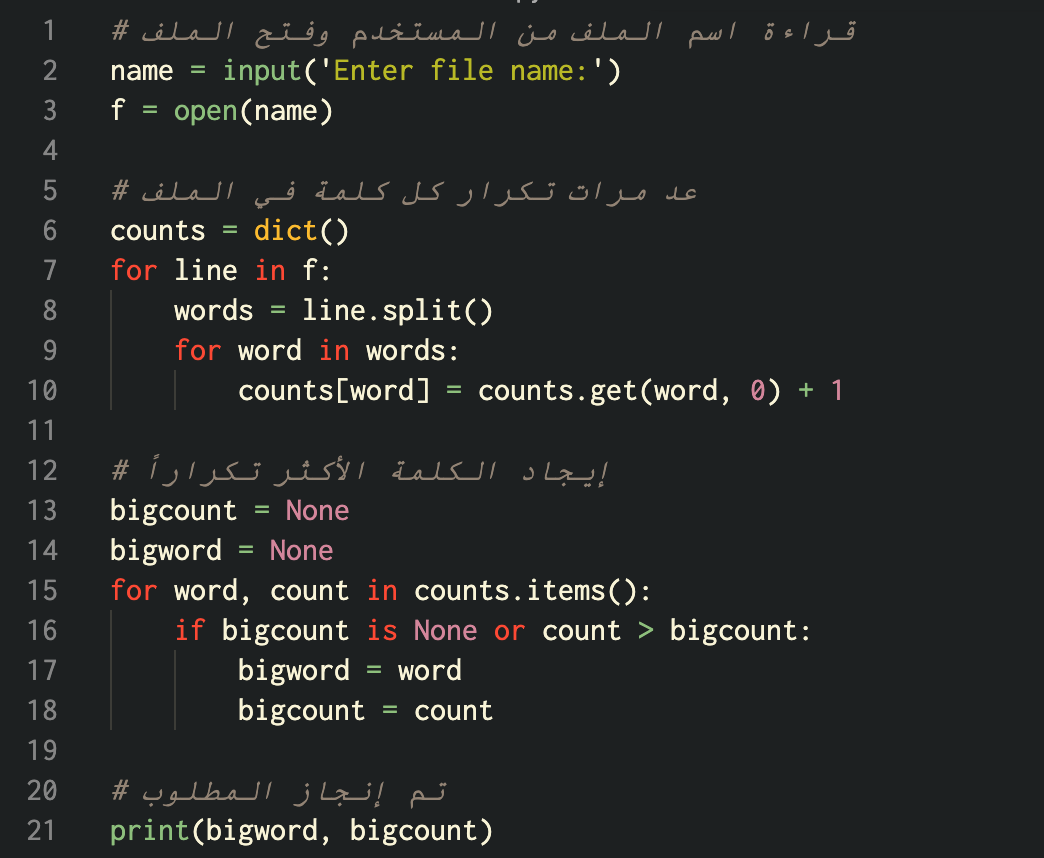 1 # قراءة اسم الملف من المستخدم وفتح الملف
2 name = input('Enter file name:')
3 f = open(name)
4
5 # عد مرات تكرار كل كلمة في الملف
6 counts = dict()
7 for line in f:
8     words = line.split()
9     for word in words:
10         counts[word] = counts.get(word, 0) + 1
11
12 # إيجاد الكلمة الأكثر تكراراً
13 bigcount = None
14 bigword = None
15 for word, count in counts.items():
16     if bigcount is None or count > bigcount:
17         bigword = word
18         bigcount = count
19
20 # تم إنجاز المطلوب
21 print(bigword, bigcount)